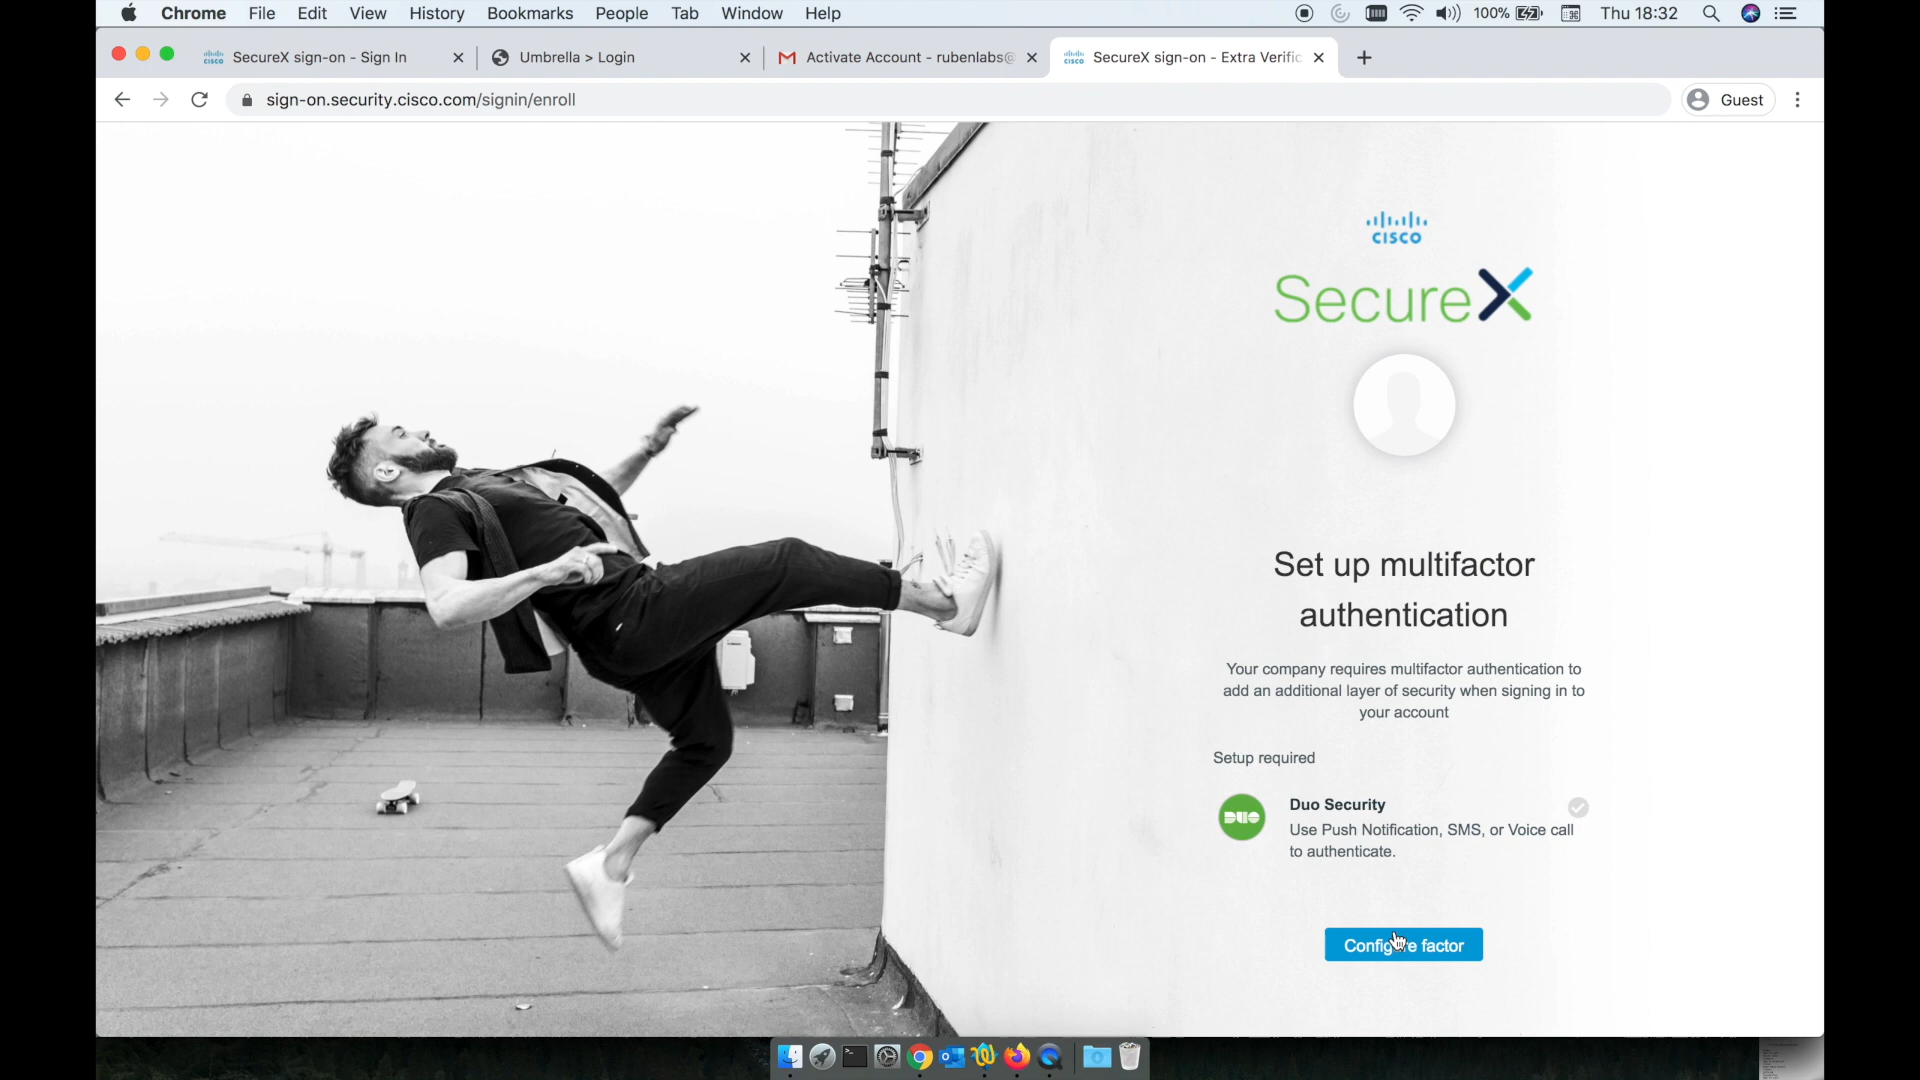 Chrome File Edit View History Bookmarks People Tab Window Help 100% Thu 18:32
SecureX sign-on - Sign In Umbrella > Login Activate Account - rubenlabs@ SecureX sign-on - Extra Verific
sign-on.security.cisco.com/signin/enroll Guest
CISCO
SecureX
Set up multifactor
authentication
Your company requires multifactor authentication to
add an additional layer of security when signing in to
your account
Setup required
DUO
Duo Security
Use Push Notification, SMS, or Voice call
to authenticate.
Configure factor